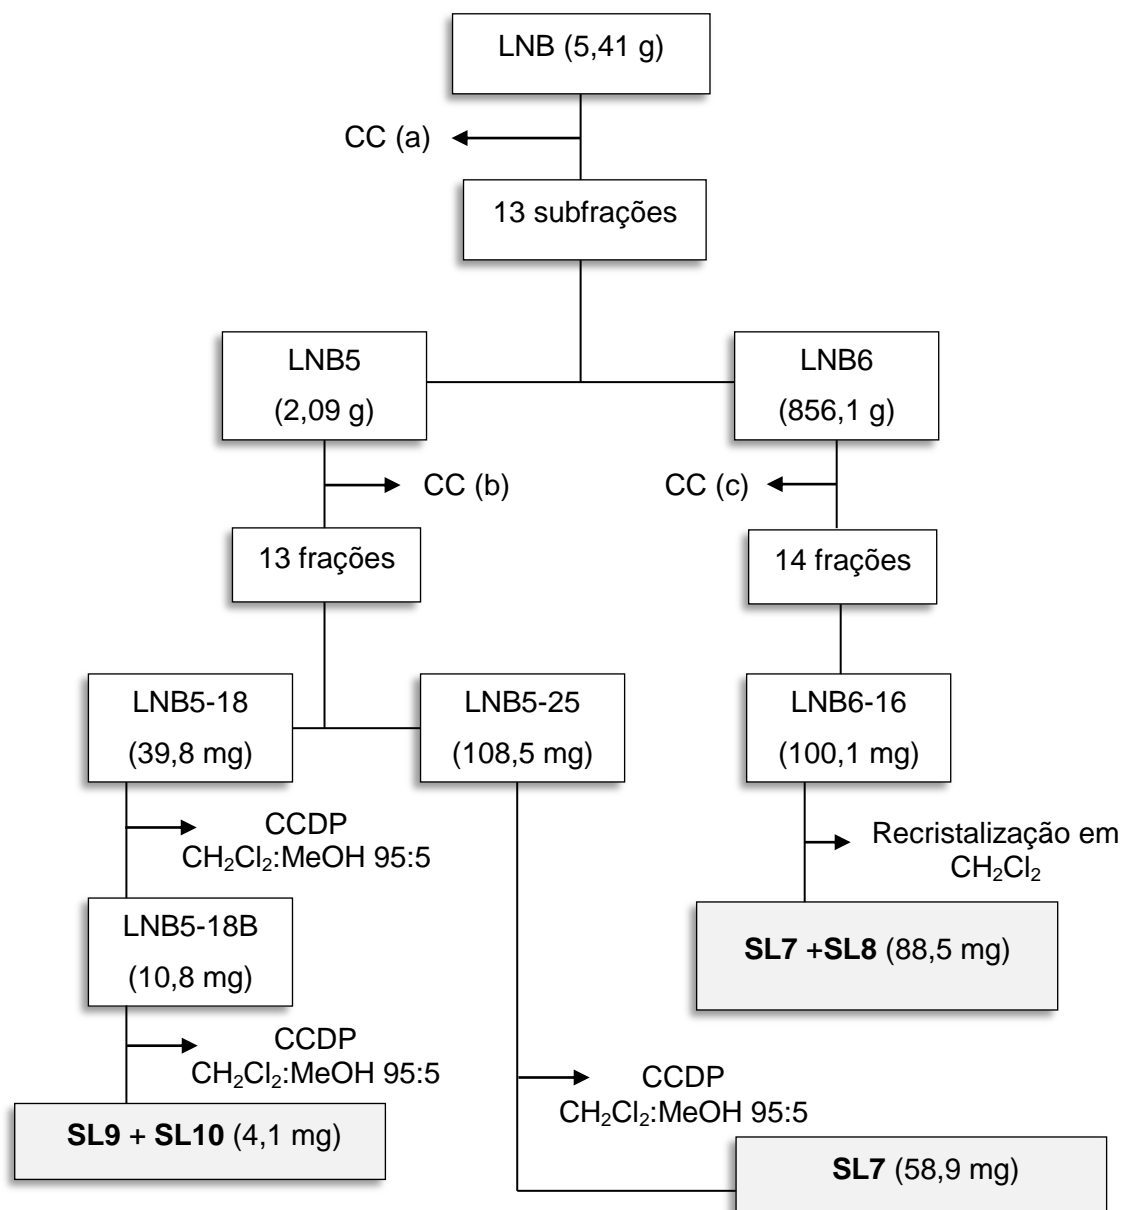 LNB (5,41 g)
CC (a)
13 subfrações
LNB5
(2,09 g)
LNB6
(856,1 g)
CC (b)
CC (c)
13 frações
14 frações
LNB5-18
(39,8 mg)
LNB5-25
(108,5 mg)
LNB6-16
(100,1 mg)
CCDP
CH₂Cl₂:MeOH 95:5
Recristalização em
CH₂Cl₂
LNB5-18B
(10,8 mg)
SL7 +SL8 (88,5 mg)
CCDP
CH₂Cl₂:MeOH 95:5
CCDP
CH₂Cl₂:MeOH 95:5
SL9 + SL10 (4,1 mg)
SL7 (58,9 mg)